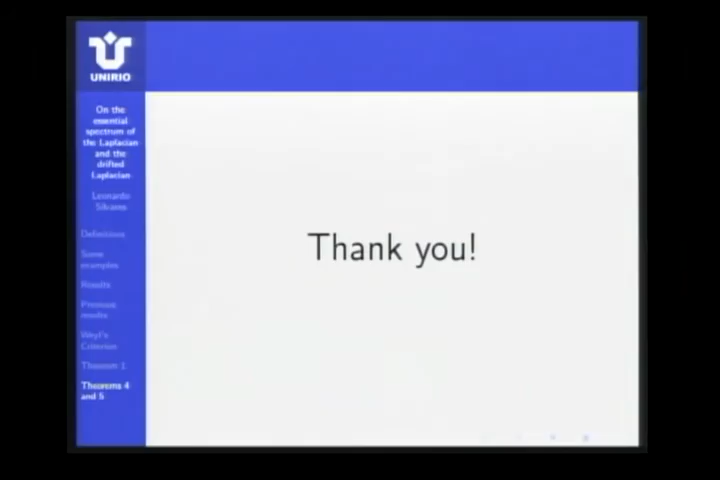 UNIRIO
On the
essential
spectrum of
the Laplacian
and the
drifted
Laplacian
Leonardo
Silvares
Definitions
Some
examples
Results
Previous
results
Weyl's
Criterion
Theorem 1
Theorems 4
and 5
Thank you!